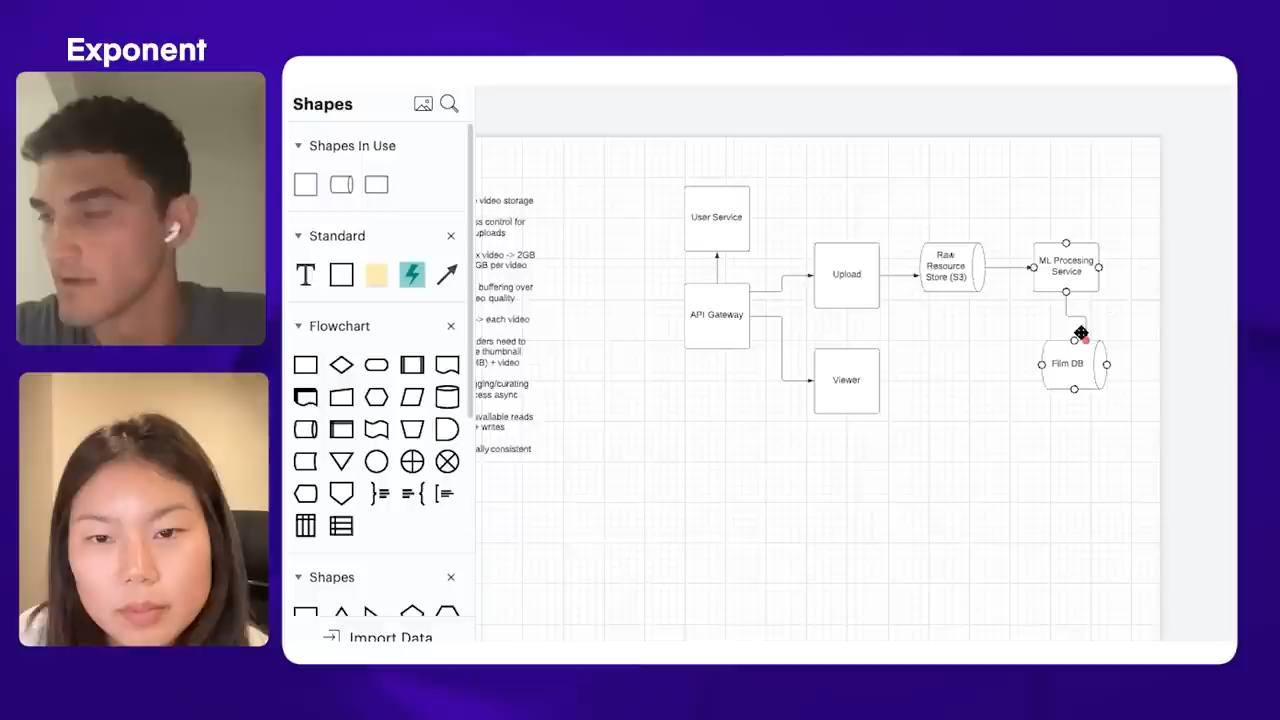 Exponent
Shapes
Shapes In Use
Standard
T
Flowchart
Shapes
Import Data
video storage
control for
uploads
video -> 2GB
per video
buffering over
quality
-> each video
need to
thumbnail
+ video
async
reads
+ writes
consistent
User Service
API Gateway
Upload
Viewer
Raw
Resource
Store (S3)
ML Procesing
Service
Film DB